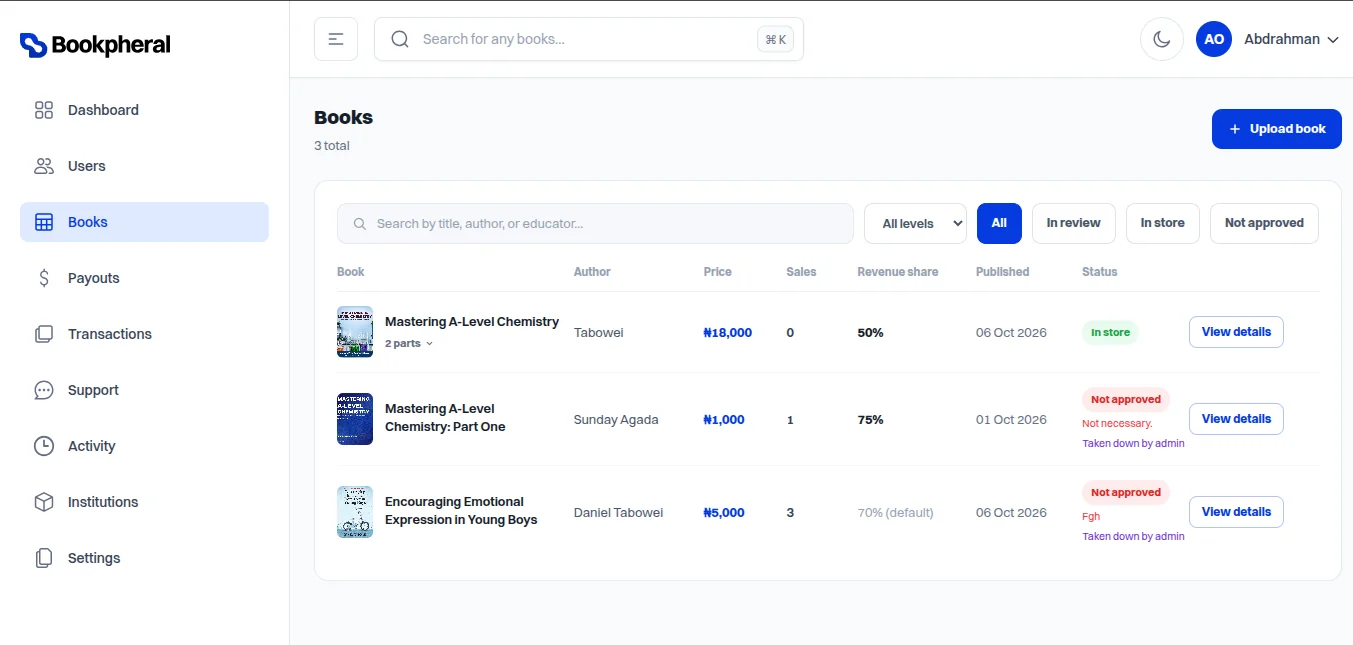 Bookpheral
Search for any books...
⌘ K
AO
Abdrahman
Dashboard
Users
Books
Payouts
Transactions
Support
Activity
Institutions
Settings
Books
3 total
+ Upload book
Search by title, author, or educator...
All levels
All
In review
In store
Not approved
Book Author Price Sales Revenue share Published Status
Mastering A-Level Chemistry
2 parts
Tabowei ₦18,000 0 50% 06 Oct 2026 In store View details
MASTERING
A-LEVEL
CHEMISTRY
Mastering A-Level
Chemistry: Part One
Sunday Agada ₦1,000 1 75% 01 Oct 2026
Not approved
Not necessary.
Taken down by admin
View details
Encouraging Emotional
Expression in Young Boys
Daniel Tabowei ₦5,000 3 70% (default) 06 Oct 2026
Not approved
Fgh
Taken down by admin
View details